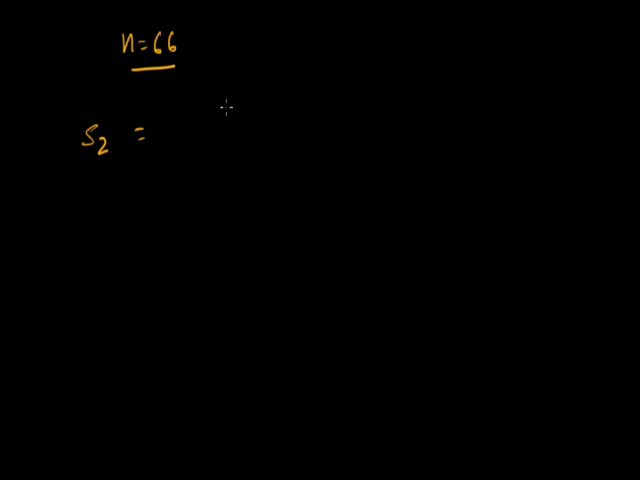 n=66
S₂ =